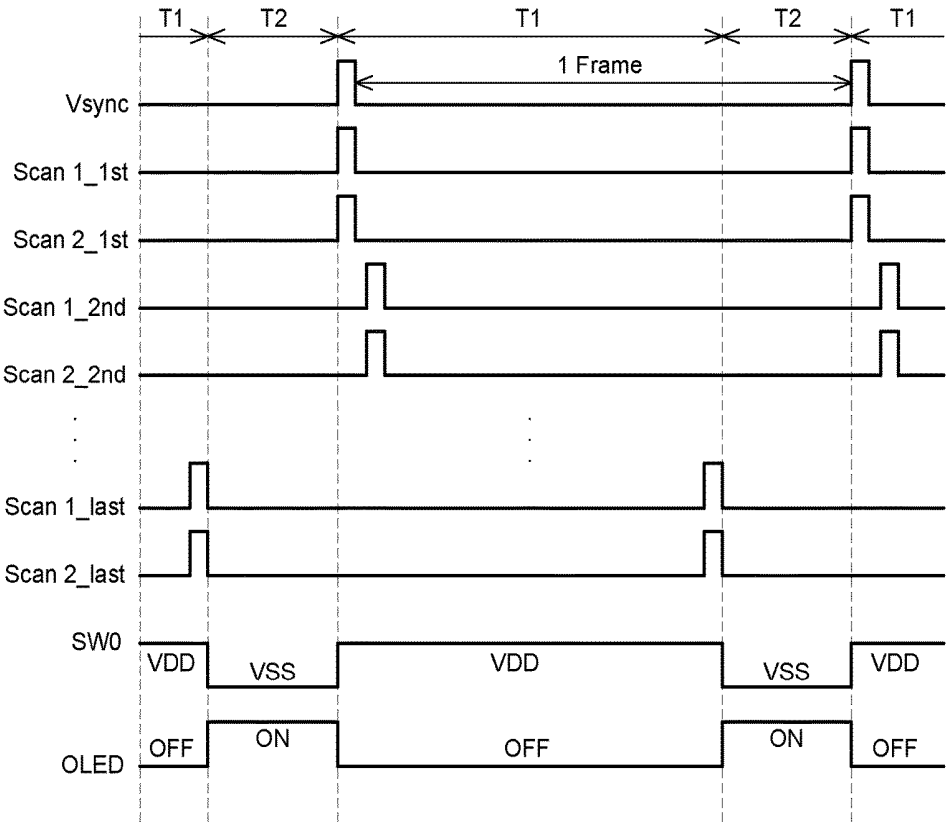 T1 T2 T1 T2 T1
1 Frame
Vsync
Scan 1_1st
Scan 2_1st
Scan 1_2nd
Scan 2_2nd
Scan 1_last
Scan 2_last
SW0
VDD VSS VDD VSS VDD
OLED
OFF ON OFF ON OFF